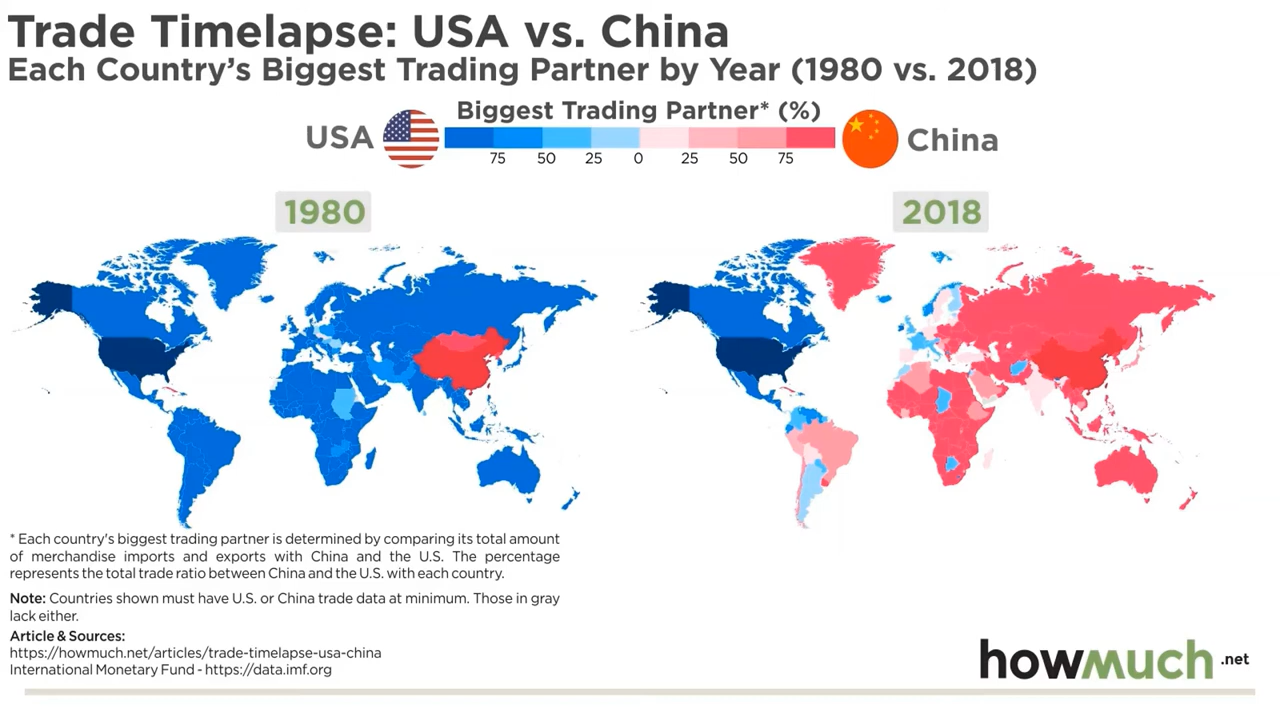 Trade Timelapse: USA vs. China
Each Country's Biggest Trading Partner by Year (1980 vs. 2018)
Biggest Trading Partner* (%)
USA
China
75 50 25 0 25 50 75
1980
2018
* Each country's biggest trading partner is determined by comparing its total amount
of merchandise imports and exports with China and the U.S. The percentage
represents the total trade ratio between China and the U.S. with each country.
Note: Countries shown must have U.S. or China trade data at minimum. Those in gray
lack either.
Article & Sources:
https://howmuch.net/articles/trade-timelapse-usa-china
International Monetary Fund - https://data.imf.org
howmuch.net